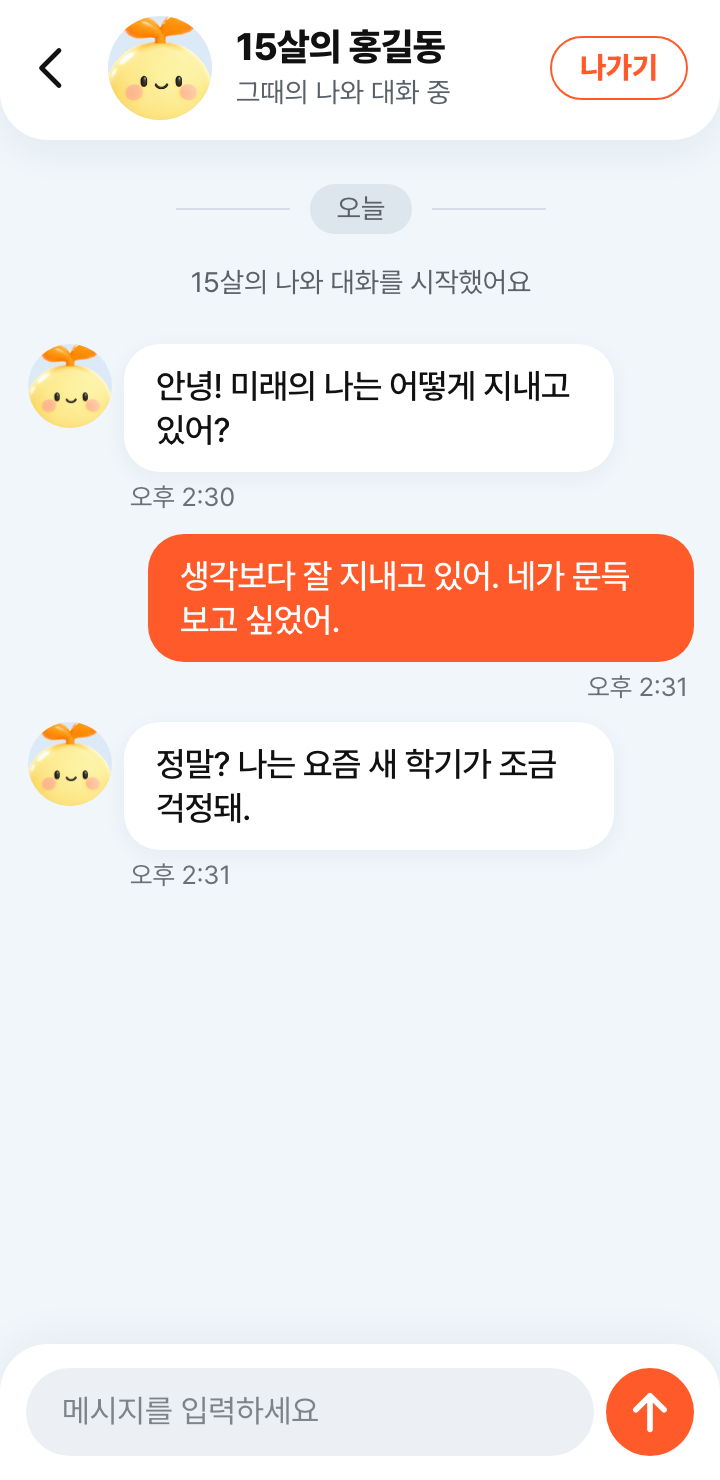 15살의 홍길동
그때의 나와 대화 중
나가기
오늘
15살의 나와 대화를 시작했어요
안녕! 미래의 나는 어떻게 지내고
있어?
오후 2:30
생각보다 잘 지내고 있어. 네가 문득
보고 싶었어.
오후 2:31
정말? 나는 요즘 새 학기가 조금
걱정돼.
오후 2:31
메시지를 입력하세요